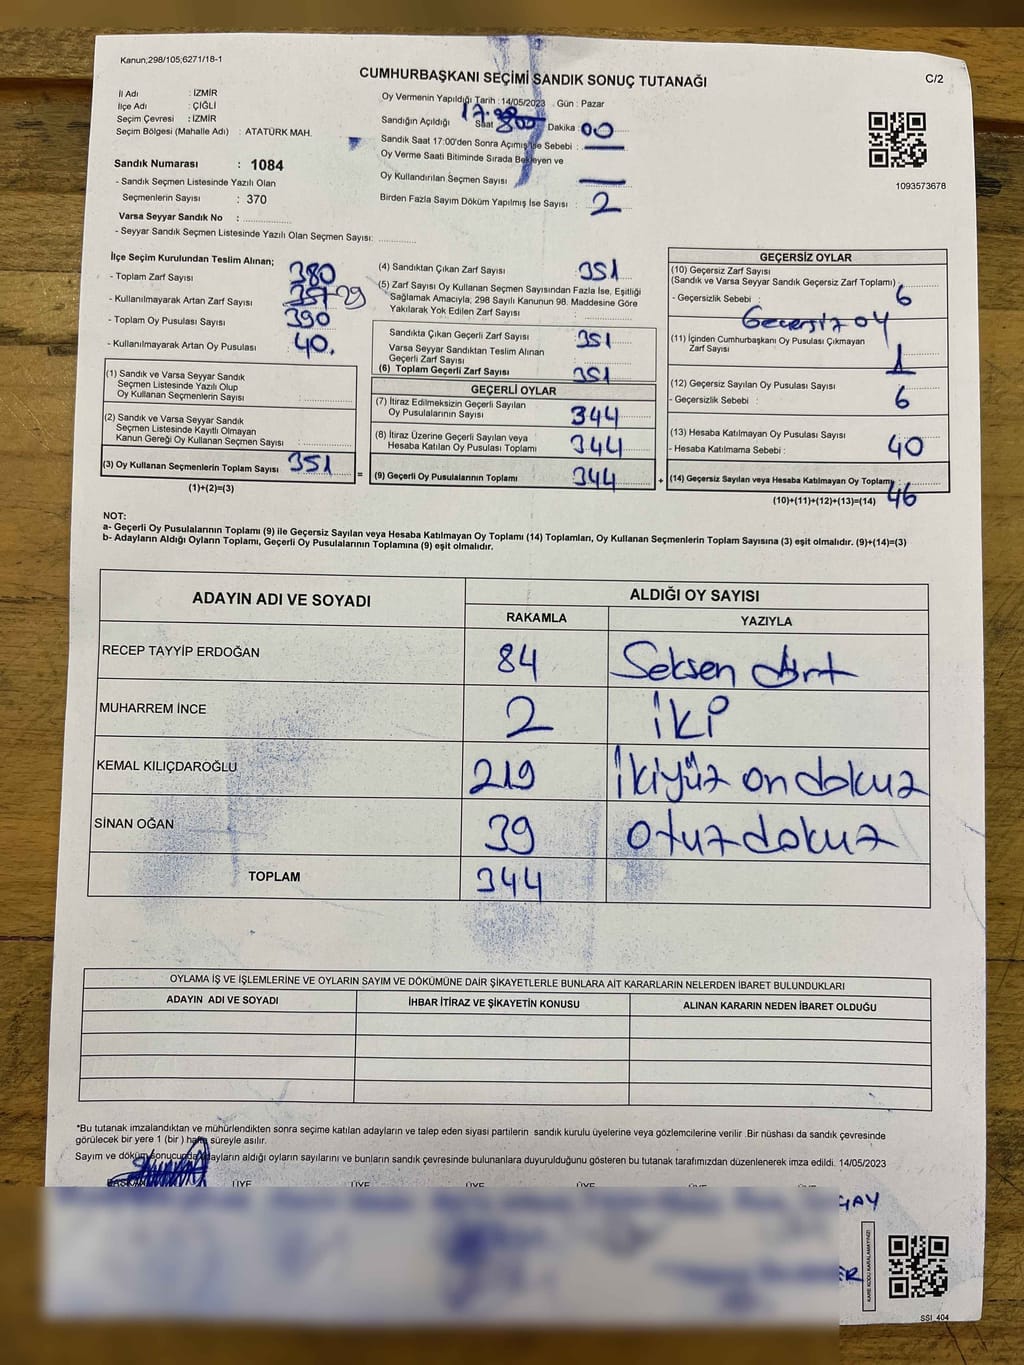 Kanun;298/105;6271/18-1
CUMHURBAŞKANI SEÇİMİ SANDIK SONUÇ TUTANAĞI
C/2
İl Adı : İZMİR
İlçe Adı : ÇİĞLİ
Seçim Çevresi : İZMİR
Seçim Bölgesi (Mahalle Adı) : ATATÜRK MAH.
Sandık Numarası : 1084
- Sandık Seçmen Listesinde Yazılı Olan
Seçmenlerin Sayısı : 370
Varsa Seyyar Sandık No :
- Seyyar Sandık Seçmen Listesinde Yazılı Olan Seçmen Sayısı:
Oy Vermenin Yapıldığı Tarih : 14/05/2023 Gün : Pazar
Sandığın Açıldığı Saat Dakika : 00
Sandık Saat 17:00'den Sonra Açılmış ise Sebebi :
Oy Verme Saati Bitiminde Sırada Bekleyen ve
Oy Kullandırılan Seçmen Sayısı
Birden Fazla Sayım Döküm Yapılmış İse Sayısı : 2
1093573678
İlçe Seçim Kurulundan Teslim Alınan;
- Toplam Zarf Sayısı : 380
- Kullanılmayarak Artan Zarf Sayısı : 29
- Toplam Oy Pusulası Sayısı : 390
- Kullanılmayarak Artan Oy Pusulası : 40.
(1) Sandık ve Varsa Seyyar Sandık
Seçmen Listesinde Yazılı Olup
Oy Kullanan Seçmenlerin Sayısı :
(2) Sandık ve Varsa Seyyar Sandık
Seçmen Listesinde Kayıtlı Olmayan
Kanun Gereği Oy Kullanan Seçmen Sayısı :
(3) Oy Kullanan Seçmenlerin Toplam Sayısı 351
(1)+(2)=(3)
=
(4) Sandıktan Çıkan Zarf Sayısı : 351
(5) Zarf Sayısı Oy Kullanan Seçmen Sayısından Fazla İse, Eşitliği
Sağlamak Amacıyla; 298 Sayılı Kanunun 98. Maddesine Göre
Yakılarak Yok Edilen Zarf Sayısı :
Sandıkta Çıkan Geçerli Zarf Sayısı : 351
Varsa Seyyar Sandıktan Teslim Alınan
Geçerli Zarf Sayısı :
(6) Toplam Geçerli Zarf Sayısı : 351
GEÇERLİ OYLAR
(7) İtiraz Edilmeksizin Geçerli Sayılan
Oy Pusulalarının Sayısı : 344
(8) İtiraz Üzerine Geçerli Sayılan veya
Hesaba Katılan Oy Pusulası Toplamı : 344
(9) Geçerli Oy Pusulalarının Toplamı : 344
+
GEÇERSİZ OYLAR
(10) Geçersiz Zarf Sayısı
(Sandık ve Varsa Seyyar Sandık Geçersiz Zarf Toplamı) : 6
- Geçersizlik Sebebi :
Geçersiz oy
(11) İçinden Cumhurbaşkanı Oy Pusulası Çıkmayan
Zarf Sayısı : 1
(12) Geçersiz Sayılan Oy Pusulası Sayısı : 6
- Geçersizlik Sebebi :
(13) Hesaba Katılmayan Oy Pusulası Sayısı : 40
- Hesaba Katılmama Sebebi :
(14) Geçersiz Sayılan veya Hesaba Katılmayan Oy Toplamı : 46
(10)+(11)+(12)+(13)=(14)
NOT:
a- Geçerli Oy Pusulalarının Toplamı (9) ile Geçersiz Sayılan veya Hesaba Katılmayan Oy Toplamı (14) Toplamları, Oy Kullanan Seçmenlerin Toplam Sayısına (3) eşit olmalıdır. (9)+(14)=(3)
b- Adayların Aldığı Oyların Toplamı, Geçerli Oy Pusulalarının Toplamına (9) eşit olmalıdır.
ADAYIN ADI VE SOYADI ALDIĞI OY SAYISI
RAKAMLA YAZIYLA
RECEP TAYYİP ERDOĞAN 84 Seksen dört
MUHARREM İNCE 2 iki
KEMAL KILIÇDAROĞLU 219 ikiyüz on dokuz
SİNAN OĞAN 39 otuz dokuz
TOPLAM 344
OYLAMA İŞ VE İŞLEMLERİNE VE OYLARIN SAYIM VE DÖKÜMÜNE DAİR ŞİKAYETLERLE BUNLARA AİT KARARLARIN NELERDEN İBARET BULUNDUKLARI
ADAYIN ADI VE SOYADI İHBAR İTİRAZ VE ŞİKAYETİN KONUSU ALINAN KARARIN NEDEN İBARET OLDUĞU
*Bu tutanak imzalandıktan ve mühürlendikten sonra seçime katılan adayların ve talep eden siyasi partilerin sandık kurulu üyelerine veya gözlemcilerine verilir .Bir nüshası da sandık çevresinde
görülecek bir yere 1 (bir ) hafta süreyle asılır.
Sayım ve döküm sonucunda adayların aldığı oyların sayılarını ve bunların sandık çevresinde bulunanlara duyurulduğunu gösteren bu tutanak tarafımızdan düzenlenerek imza edildi. 14/05/2023
BAŞKAN ÜYE ÜYE ÜYE ÜYE ÜYE ÜYE
KARE KODU KARALAMAYINIZ!
SSI_404